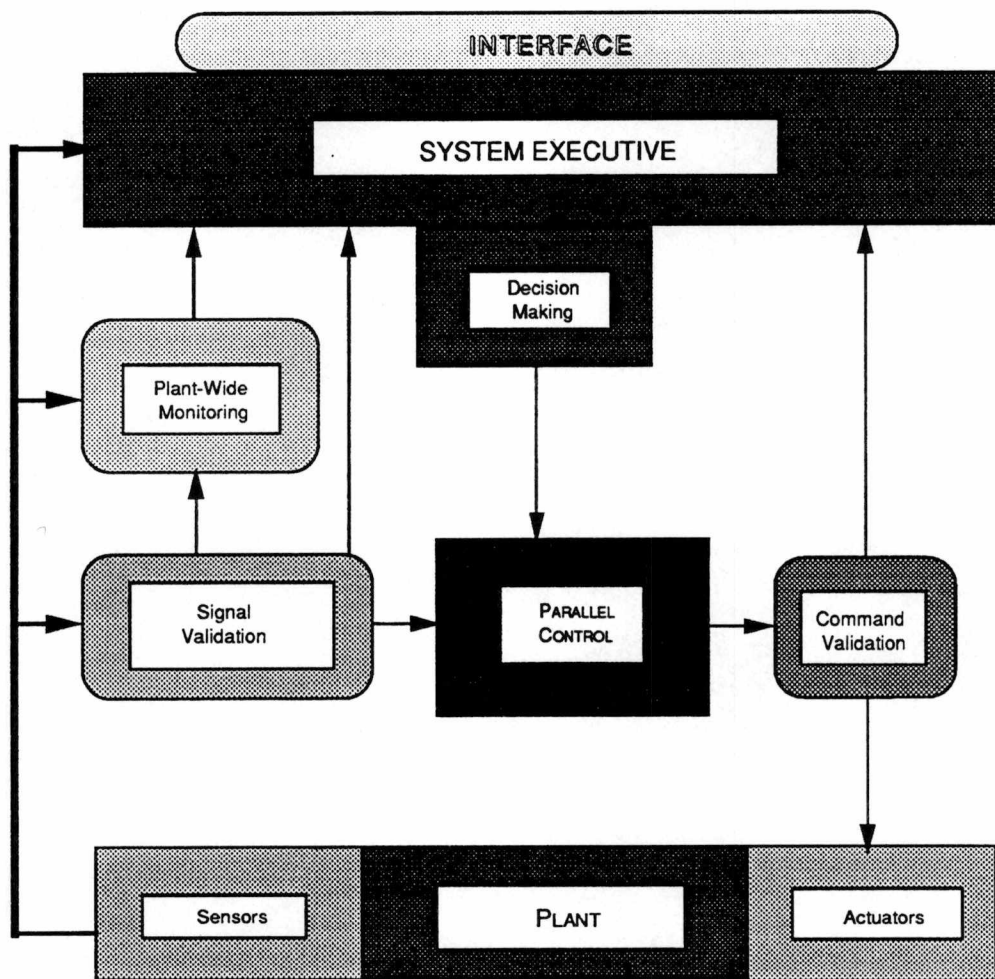 INTERFACE
SYSTEM EXECUTIVE
Decision
Making
Plant-Wide
Monitoring
Signal
Validation
PARALLEL
CONTROL
Command
Validation
Sensors
PLANT
Actuators